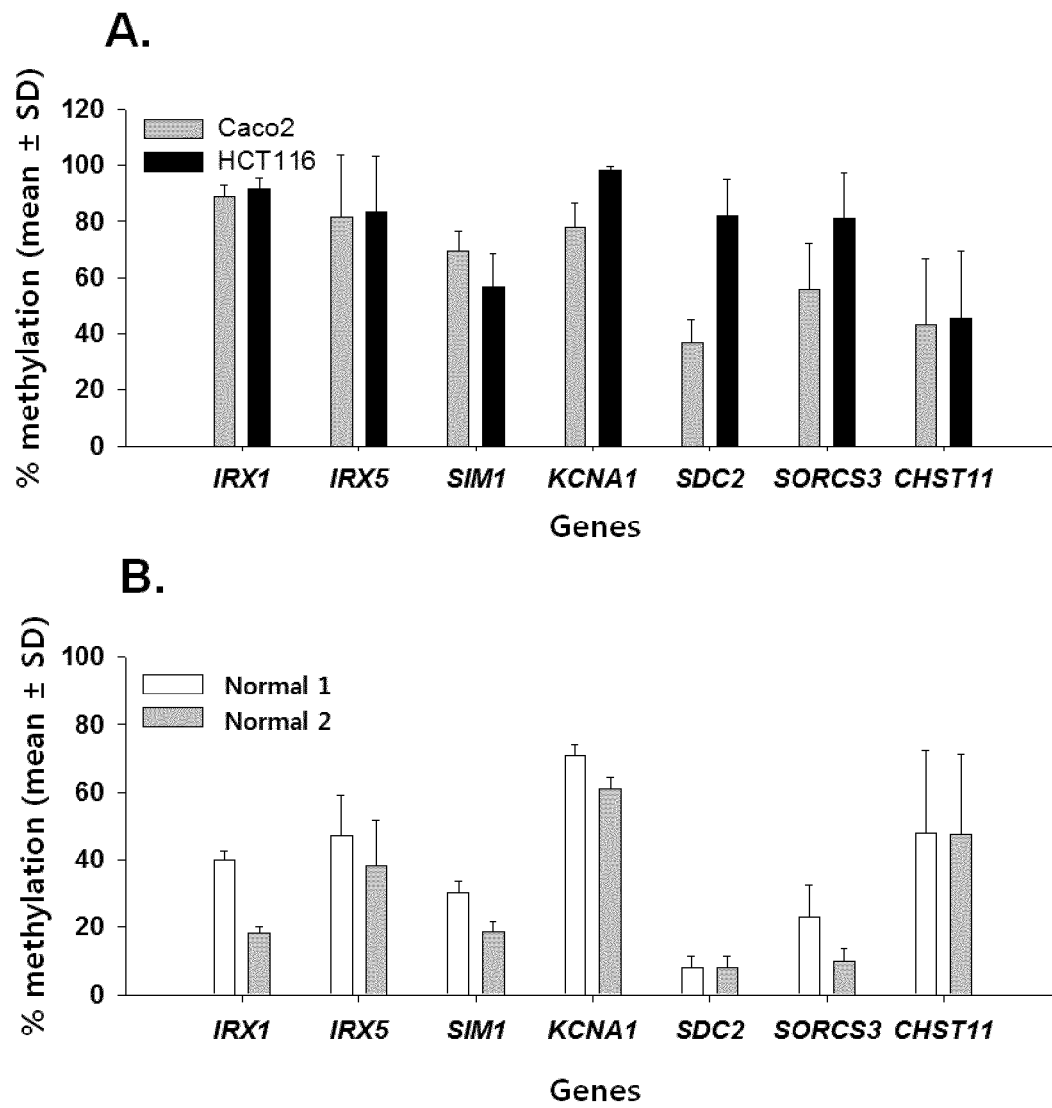 A.
% methylation (mean ± SD)
120
100
80
60
40
20
0
Caco2
HCT116
IRX1 IRX5 SIM1 KCNA1 SDC2 SORCS3 CHST11
Genes
B.
% methylation (mean ± SD)
100
80
60
40
20
0
Normal 1
Normal 2
IRX1 IRX5 SIM1 KCNA1 SDC2 SORCS3 CHST11
Genes